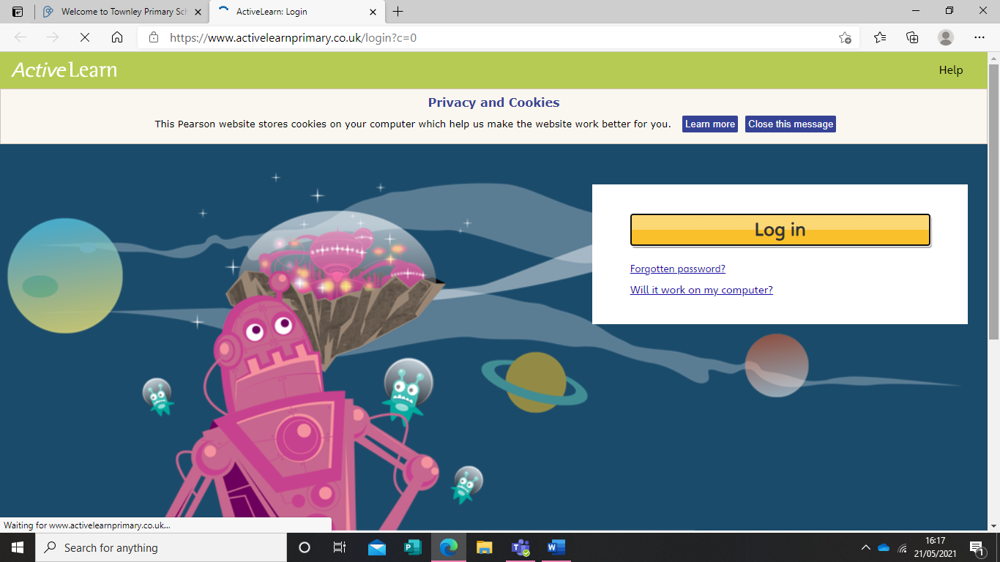 Welcome to Townley Primary Sch
ActiveLearn: Login
https://www.activelearnprimary.co.uk/login?c=0
ActiveLearn
Help
Privacy and Cookies
This Pearson website stores cookies on your computer which help us make the website work better for you. Learn more Close this message
Log in
Forgotten password?
Will it work on my computer?
Waiting for www.activelearnprimary.co.uk...
Search for anything
16:17
21/05/2021
1